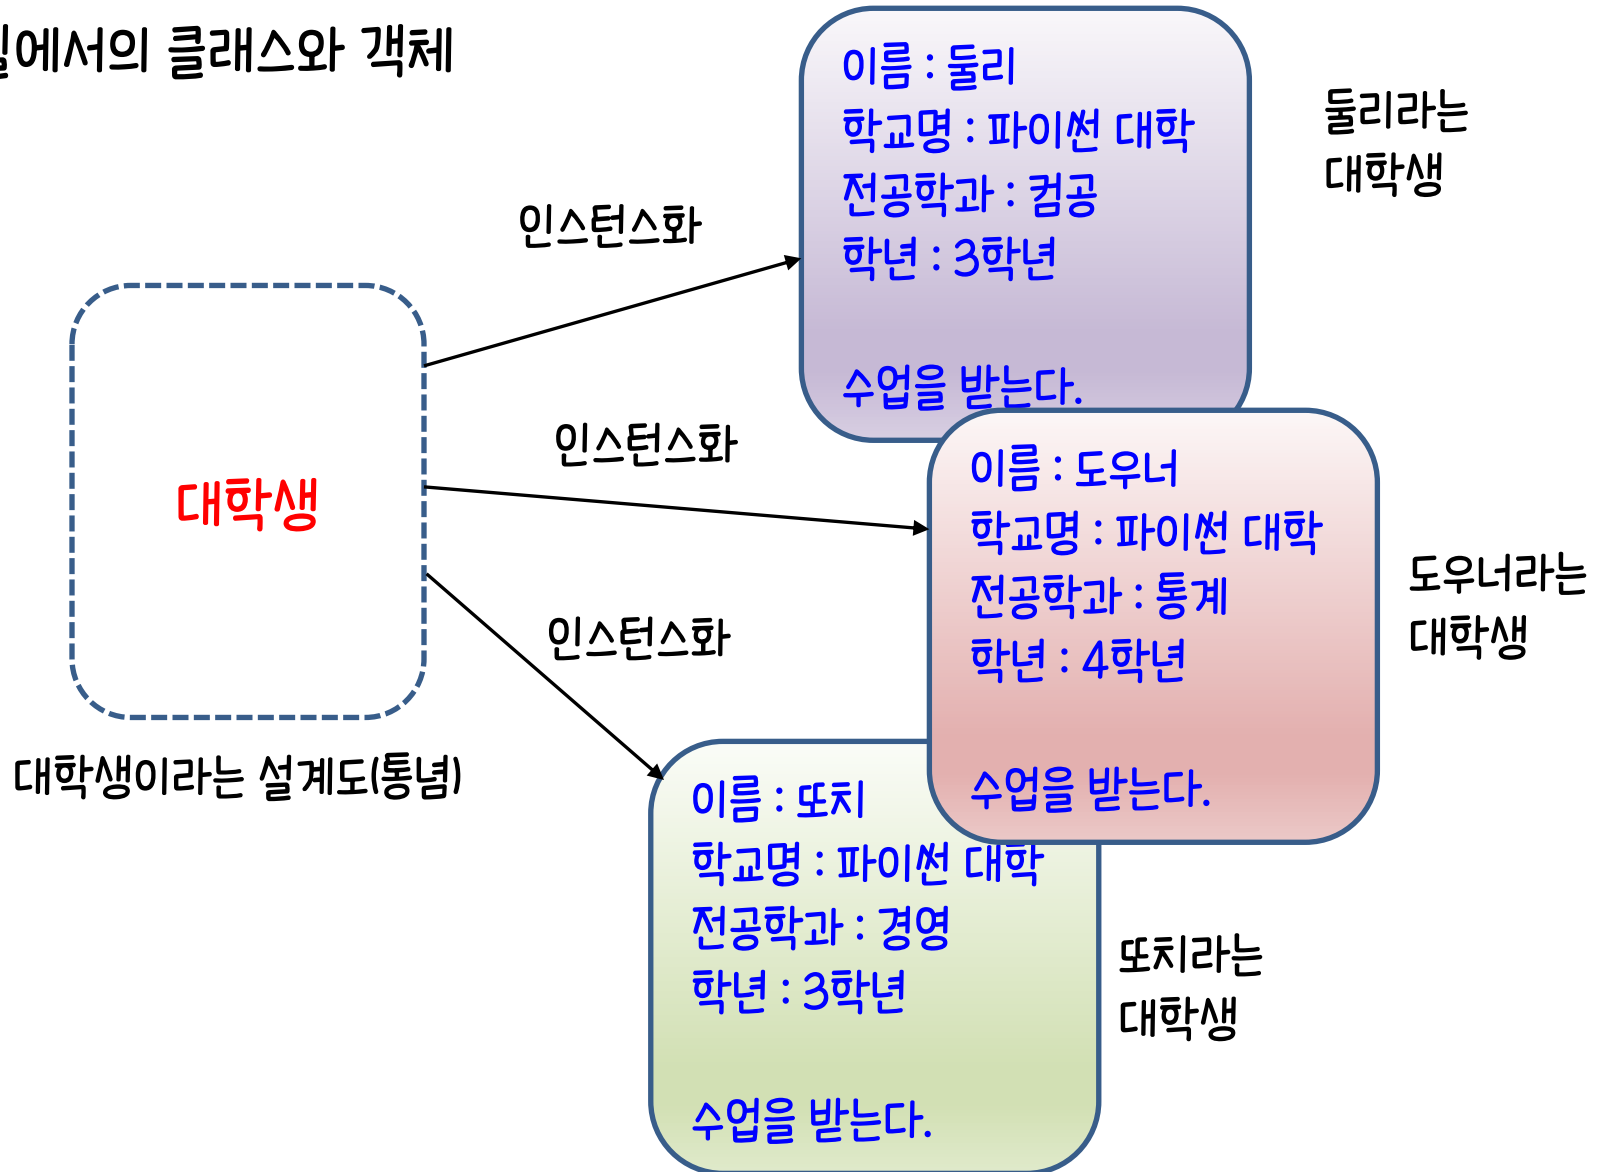 에서의 클래스와 객체
이름 : 둘리
학교명 : 파이썬 대학
전공학과 : 컴공
학년 : 3학년
수업을 받는다.
둘리라는
대학생
인스턴스화
인스턴스화
인스턴스화
대학생
대학생이라는 설계도(통념)
이름 : 도우너
학교명 : 파이썬 대학
전공학과 : 통계
학년 : 4학년
수업을 받는다.
도우너라는
대학생
이름 : 또치
학교명 : 파이썬 대학
전공학과 : 경영
학년 : 3학년
수업을 받는다.
또치라는
대학생